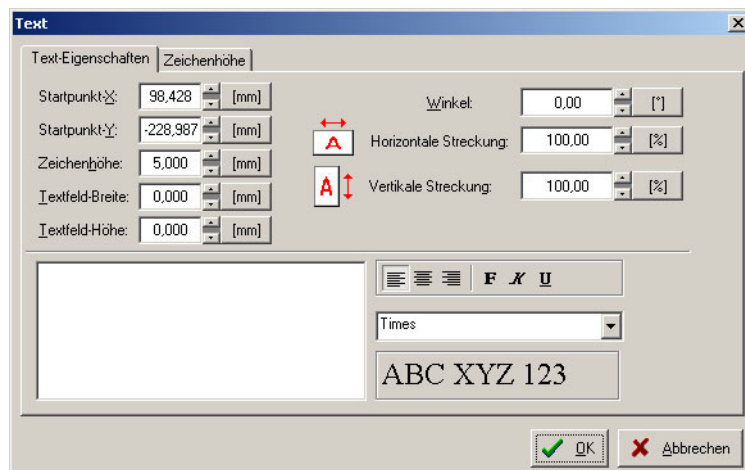 Text
Text-Eigenschaften Zeichenhöhe
Startpunkt-X: 98,428 [mm] Winkel: 0,00 [°]
Startpunkt-Y: -228,987 [mm] A Horizontale Streckung: 100,00 [%]
Zeichenhöhe: 5,000 [mm]
Textfeld-Breite: 0,000 [mm] A Vertikale Streckung: 100,00 [%]
Textfeld-Höhe: 0,000 [mm]
F K U
Times
ABC XYZ 123
OK Abbrechen